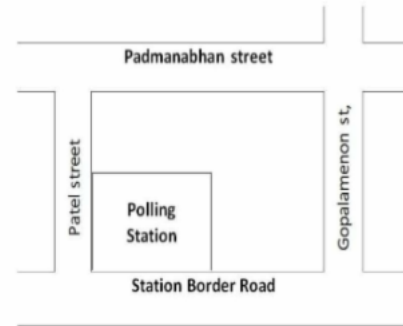 Padmanabhan street
Patel street
Gopalamenon st,
Polling
Station
Station Border Road